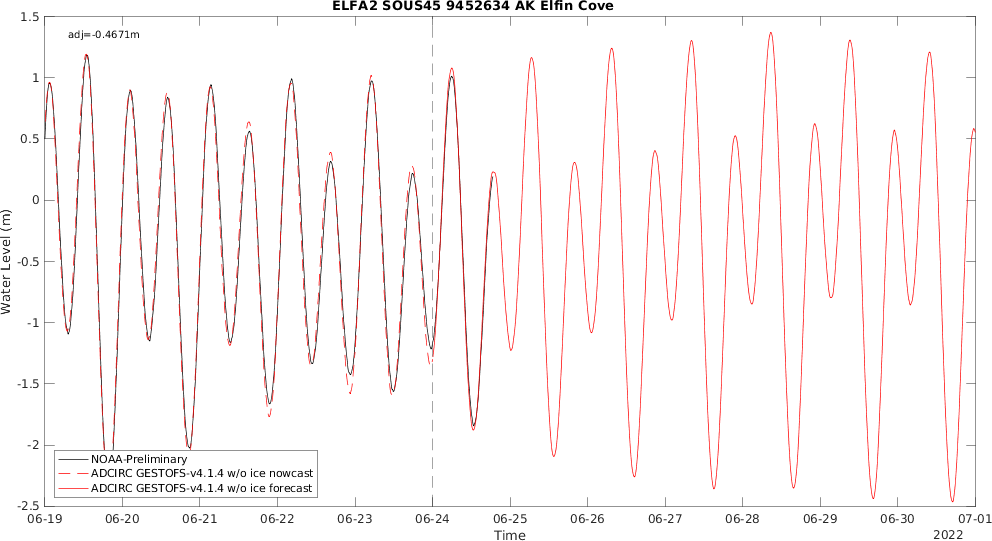 ELFA2 SOUS45 9452634 AK Elfin Cove
adj=-0.4671m
1.5
1
0.5
0
-0.5
-1
-1.5
-2
-2.5
Water Level (m)
NOAA-Preliminary
ADCIRC GESTOFS-v4.1.4 w/o ice nowcast
ADCIRC GESTOFS-v4.1.4 w/o ice forecast
06-19 06-20 06-21 06-22 06-23 06-24 06-25 06-26 06-27 06-28 06-29 06-30 07-01
Time
2022